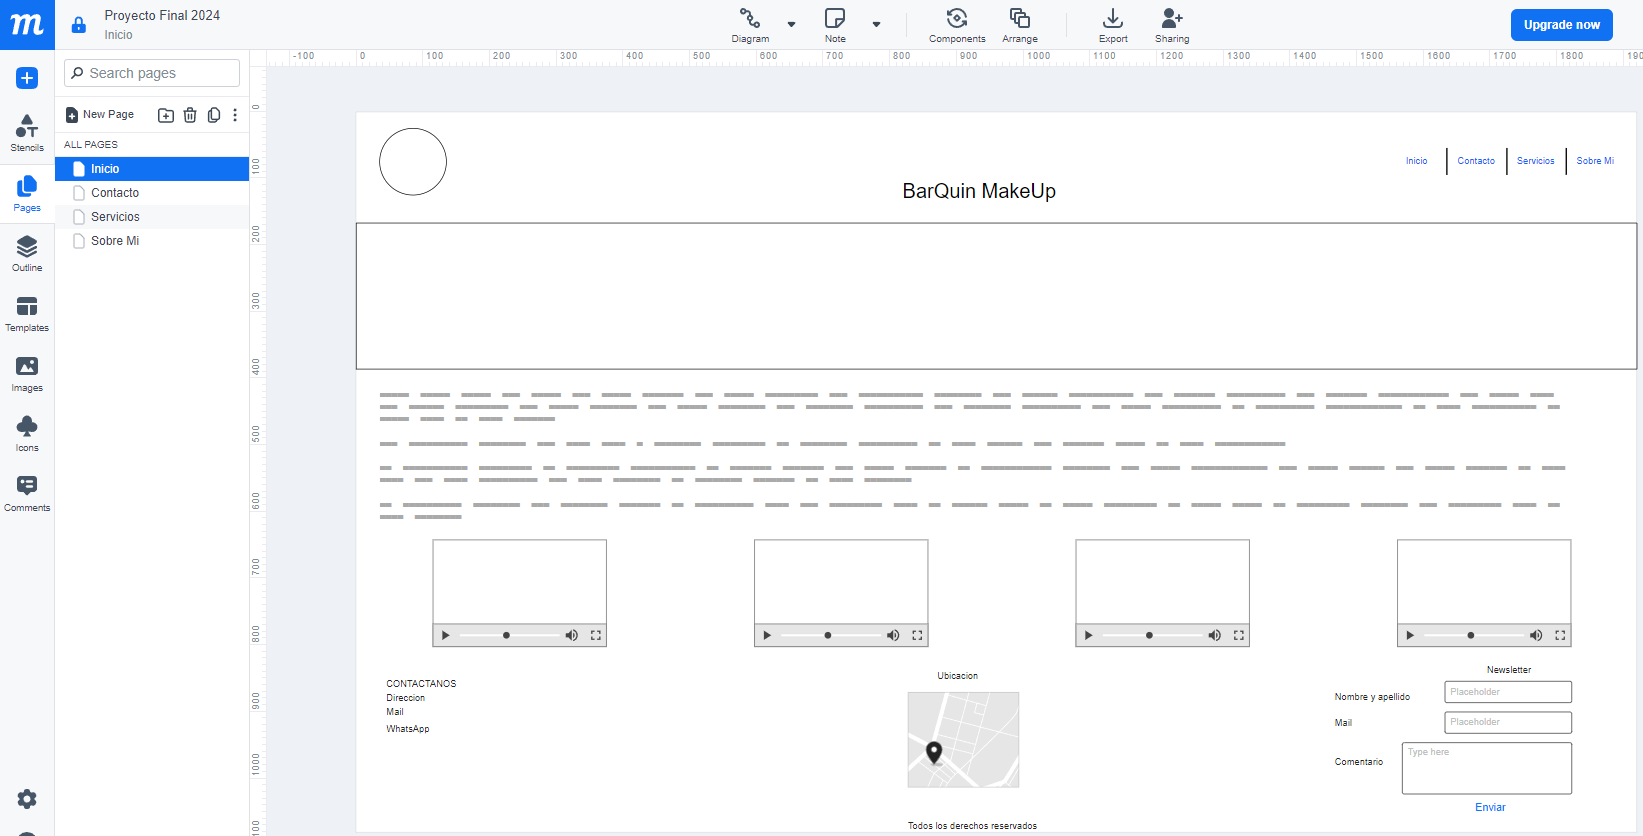 m
Proyecto Final 2024
Inicio
Diagram
Note
Components
Arrange
Export
Sharing
Upgrade now
Search pages
New Page
ALL PAGES
Inicio
Contacto
Servicios
Sobre Mi
Stencils
Pages
Outline
Templates
Images
Icons
Comments
-100 0 100 200 300 400 500 600 700 800 900 1000 1100 1200 1300 1400 1500 1600 1700 1800 190
0
100
200
300
400
500
600
700
800
900
1000
Inicio
Contacto
Servicios
Sobre Mi
BarQuin MakeUp
CONTACTANOS
Direccion
Mail
WhatsApp
Ubicacion
Newsletter
Nombre y apellido
Placeholder
Mail
Placeholder
Comentario
Type here
Enviar
Todos los derechos reservados